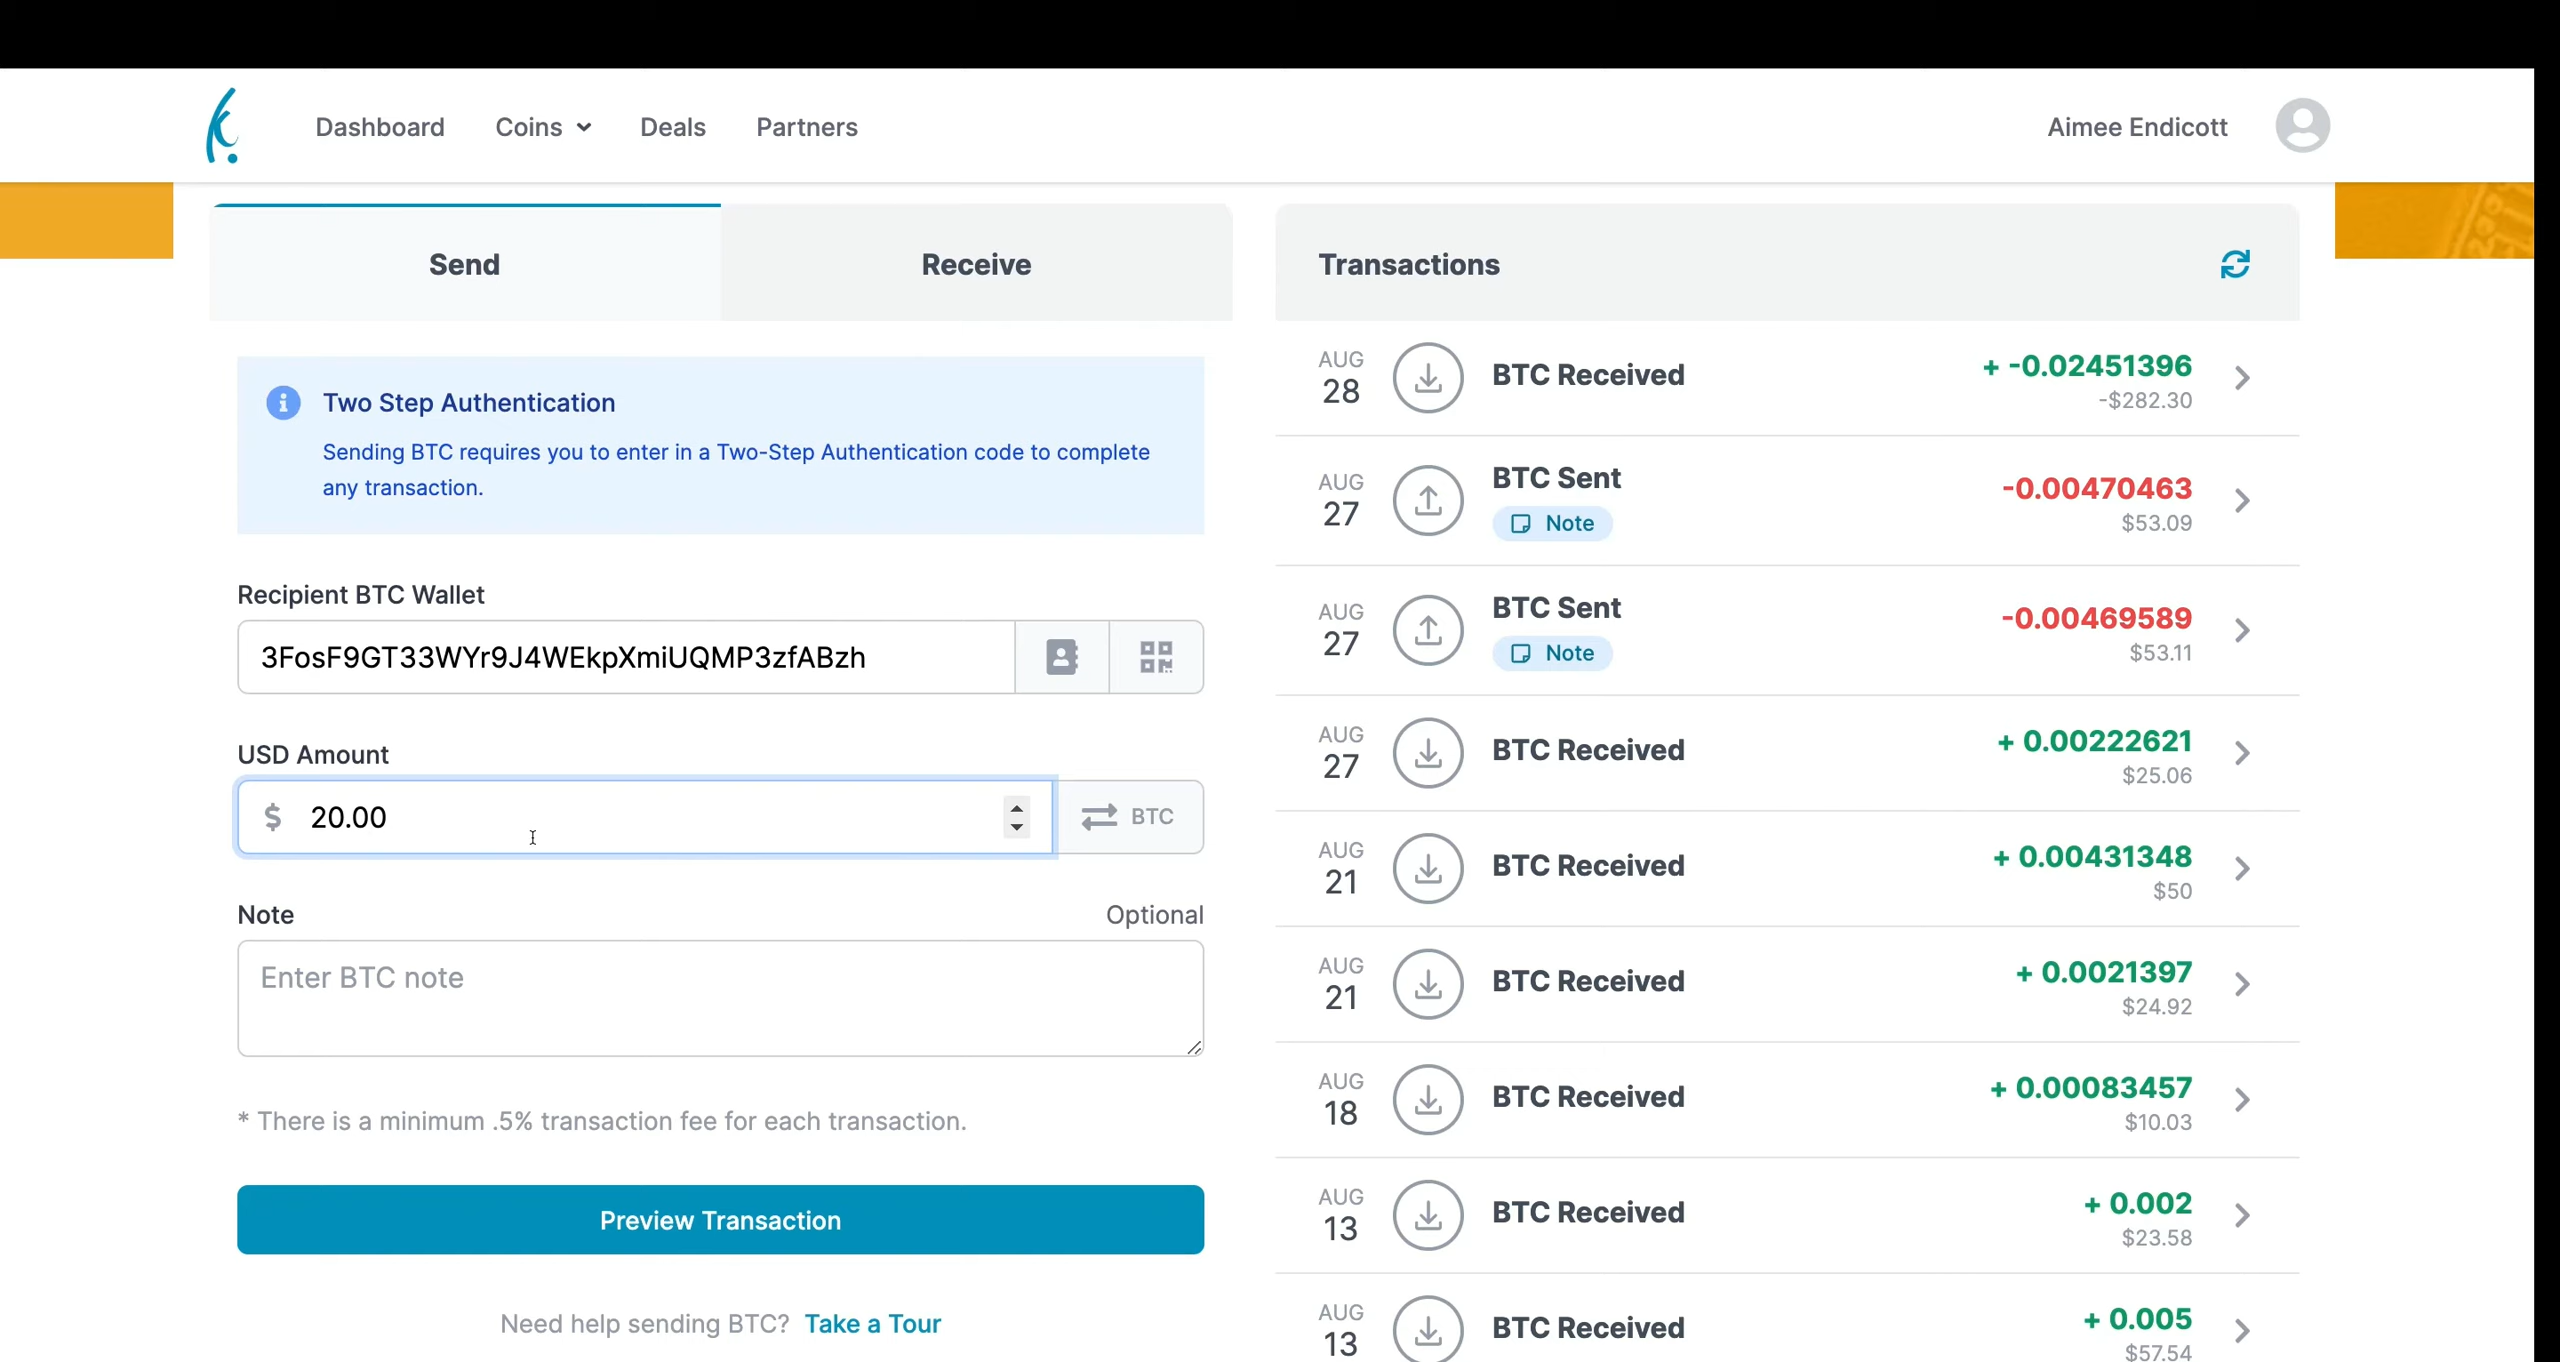 Dashboard Coins Deals Partners Aimee Endicott
Send Receive
Two Step Authentication
Sending BTC requires you to enter in a Two-Step Authentication code to complete
any transaction.
Recipient BTC Wallet
3FosF9GT33WYr9J4WEkpXmiUQMP3zfABzh
USD Amount
$ 20.00 BTC
Note Optional
Enter BTC note
* There is a minimum .5% transaction fee for each transaction.
Preview Transaction
Need help sending BTC? Take a Tour
Transactions
AUG 28 BTC Received + -0.02451396
-$282.30
AUG 27 BTC Sent -0.00470463
Note $53.09
AUG 27 BTC Sent -0.00469589
Note $53.11
AUG 27 BTC Received + 0.00222621
$25.06
AUG 21 BTC Received + 0.00431348
$50
AUG 21 BTC Received + 0.0021397
$24.92
AUG 18 BTC Received + 0.00083457
$10.03
AUG 13 BTC Received + 0.002
$23.58
AUG 13 BTC Received + 0.005
$57.54